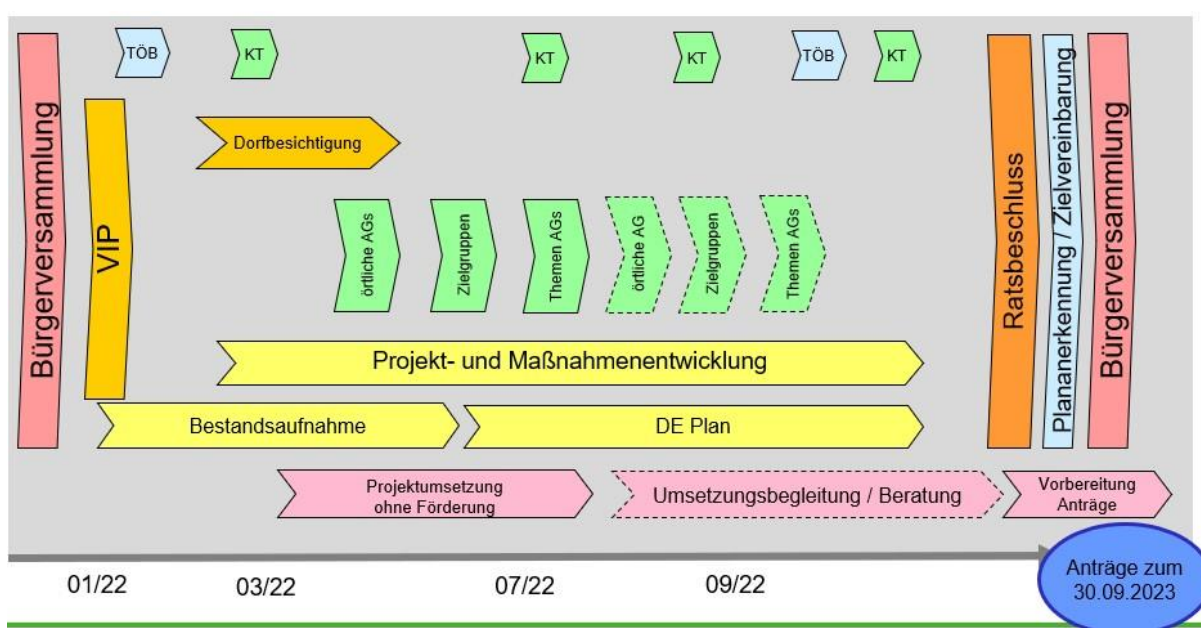 TÖB
KT
KT
KT
TÖB
KT
Bürgerversammlung
VIP
Dorfbesichtigung
örtliche AGs
Zielgruppen
Themen AGs
örtliche AG
Zielgruppen
Themen AGs
Projekt- und Maßnahmenentwicklung
Bestandsaufnahme
DE Plan
Projektumsetzung
ohne Förderung
Umsetzungsbegleitung / Beratung
Ratsbeschluss
Plananerkennung / Zielvereinbarung
Bürgerversammlung
Vorbereitung
Anträge
01/22
03/22
07/22
09/22
Anträge zum
30.09.2023